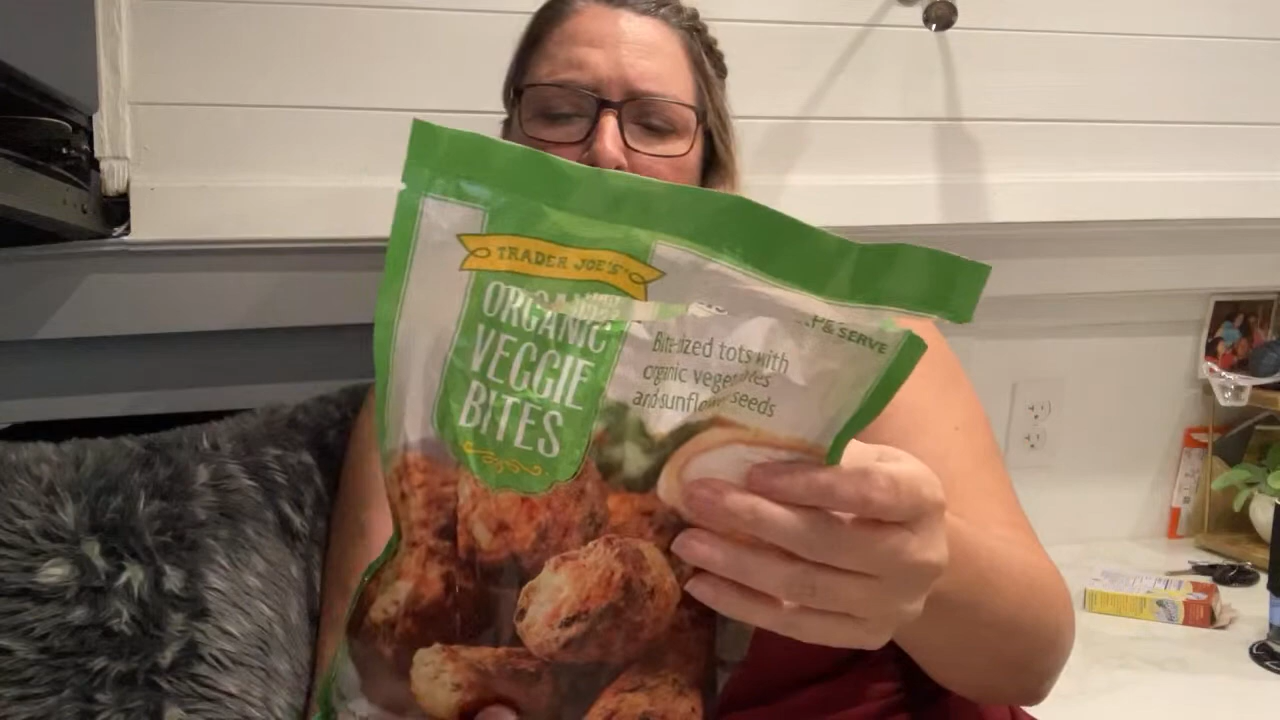 TRADER JOE'S
ORGANIC
VEGGIE
BITES
& SERVE
Bite-sized tots with
organic vegetables
and sunflower seeds